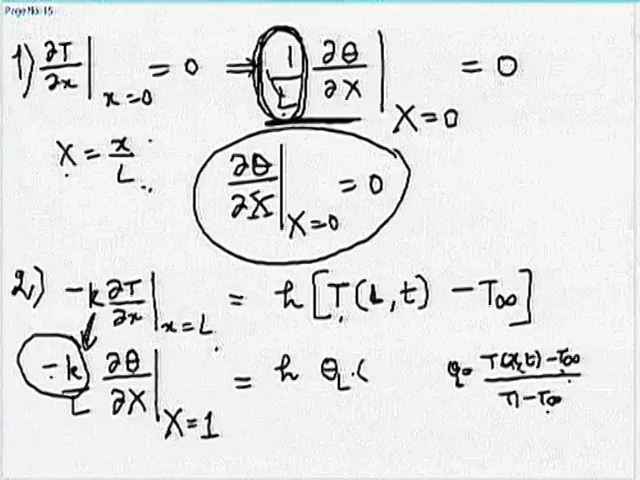 Page No: 15
1) ∂T/∂x |x=0 = 0 ⇒ 1/L ∂θ/∂X |X=0 = 0
X = x/L
∂θ/∂X |X=0 = 0
2) -k ∂T/∂x |x=L = h [T(L,t) - T∞]
-k/L ∂θ/∂X |X=1 = h θL.( θ= T(x,t) - T∞ / Ti - T∞